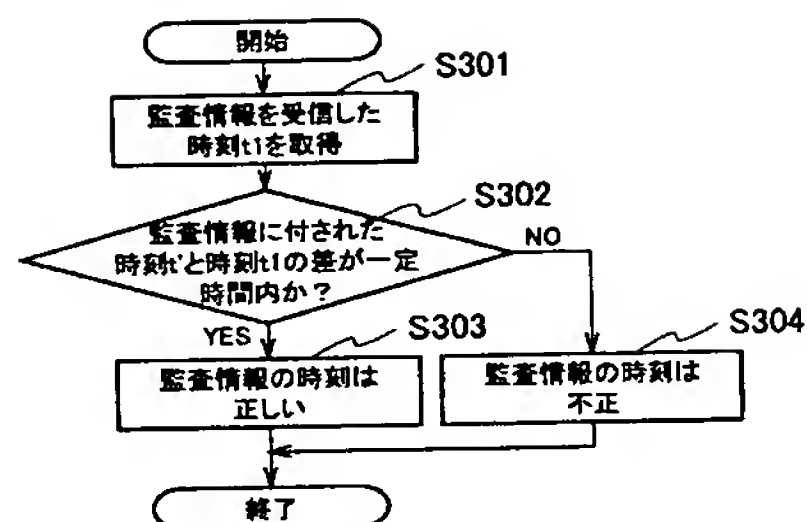 開始
S301
監査情報を受信した
時刻t1を取得
S302
監査情報に付された
時刻t'と時刻t1の差が一定
時間内か？
NO
YES
S303
S304
監査情報の時刻は
正しい
監査情報の時刻は
不正
終了